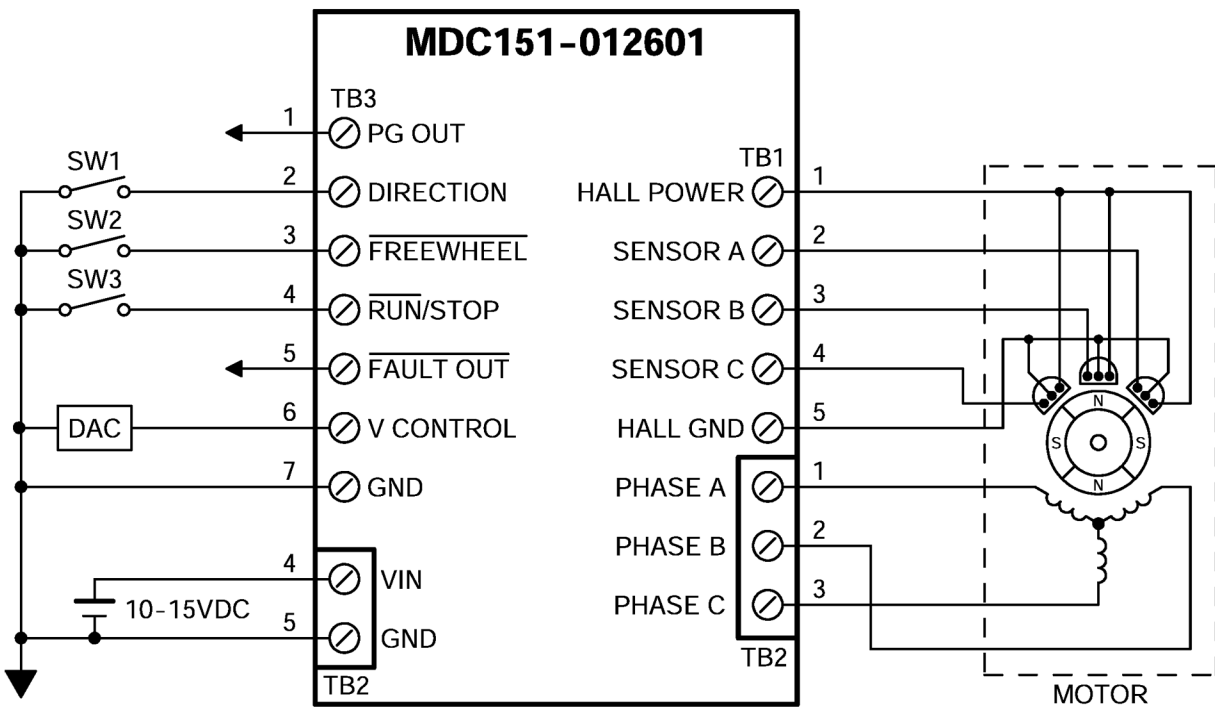 MDC151-012601
TB3
1 PG OUT
SW1
2 DIRECTION
SW2
3 FREEWHEEL
SW3
4 RUN/STOP
5 FAULT OUT
DAC 6 V CONTROL
7 GND
4 VIN
10-15VDC
5 GND
TB2
TB1
HALL POWER 1
SENSOR A 2
SENSOR B 3
SENSOR C 4
HALL GND 5
PHASE A 1
PHASE B 2
PHASE C 3
TB2
N
S S
N
MOTOR